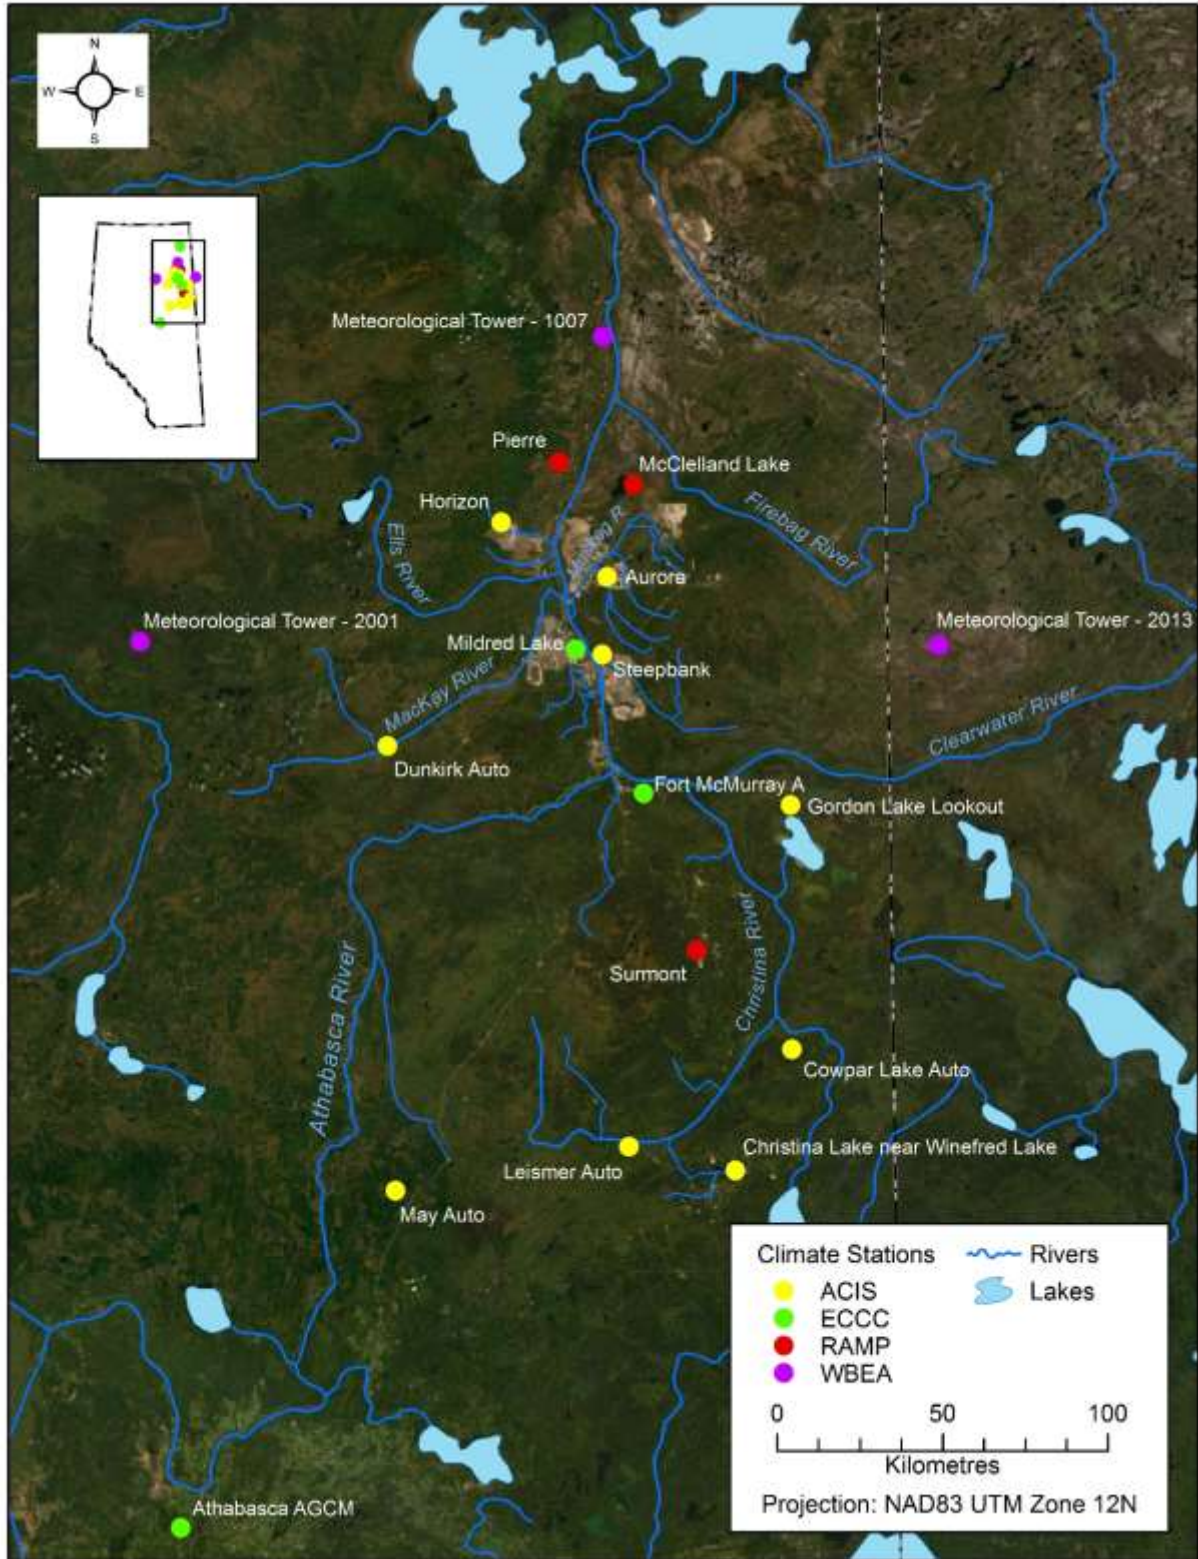 N
W
E
S
Meteorological Tower - 1007
Pierre
McClelland Lake
Horizon
Firebag River
Ells River
Aurora
Meteorological Tower - 2001
Meteorological Tower - 2013
Mildred Lake
Steepbank
MacKay River
Clearwater River
Dunkirk Auto
Fort McMurray A
Gordon Lake Lookout
Christina River
Surmont
Athabasca River
Cowpar Lake Auto
Christina Lake near Winefred Lake
Leismer Auto
May Auto
Climate Stations
Rivers
ACIS
Lakes
ECCC
RAMP
WBEA
0 50 100
Kilometres
Projection: NAD83 UTM Zone 12N
Athabasca AGCM